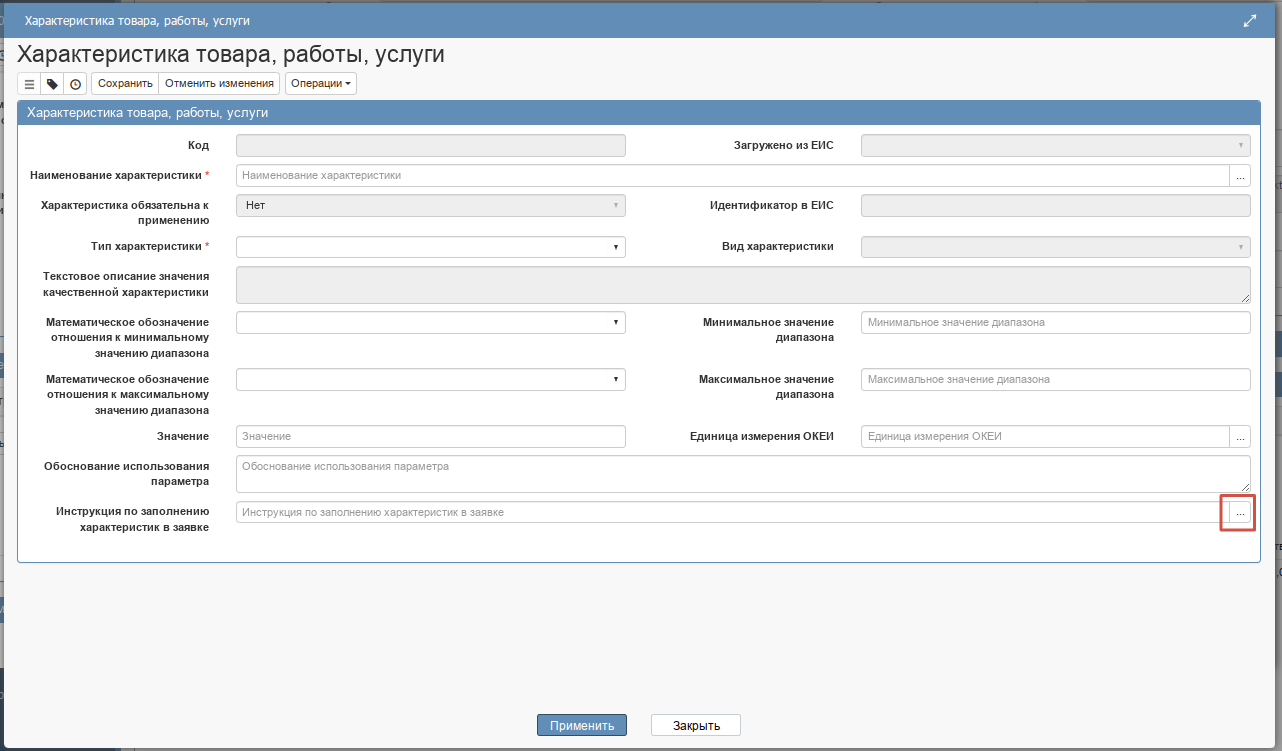 Характеристика товара, работы, услуги
Характеристика товара, работы, услуги
Сохранить Отменить изменения Операции
Характеристика товара, работы, услуги
Код Загружено из ЕИС
Наименование характеристики * Наименование характеристики ...
Характеристика обязательна к Нет Идентификатор в ЕИС
применению
Тип характеристики * Вид характеристики
Текстовое описание значения
качественной характеристики
Математическое обозначение Минимальное значение Минимальное значение диапазона
отношения к минимальному диапазона
значению диапазона
Математическое обозначение Максимальное значение Максимальное значение диапазона
отношения к максимальному диапазона
значению диапазона
Значение Значение Единица измерения ОКЕИ Единица измерения ОКЕИ ...
Обоснование использования Обоснование использования параметра
параметра
Инструкция по заполнению Инструкция по заполнению характеристик в заявке ...
характеристик в заявке
Применить Закрыть